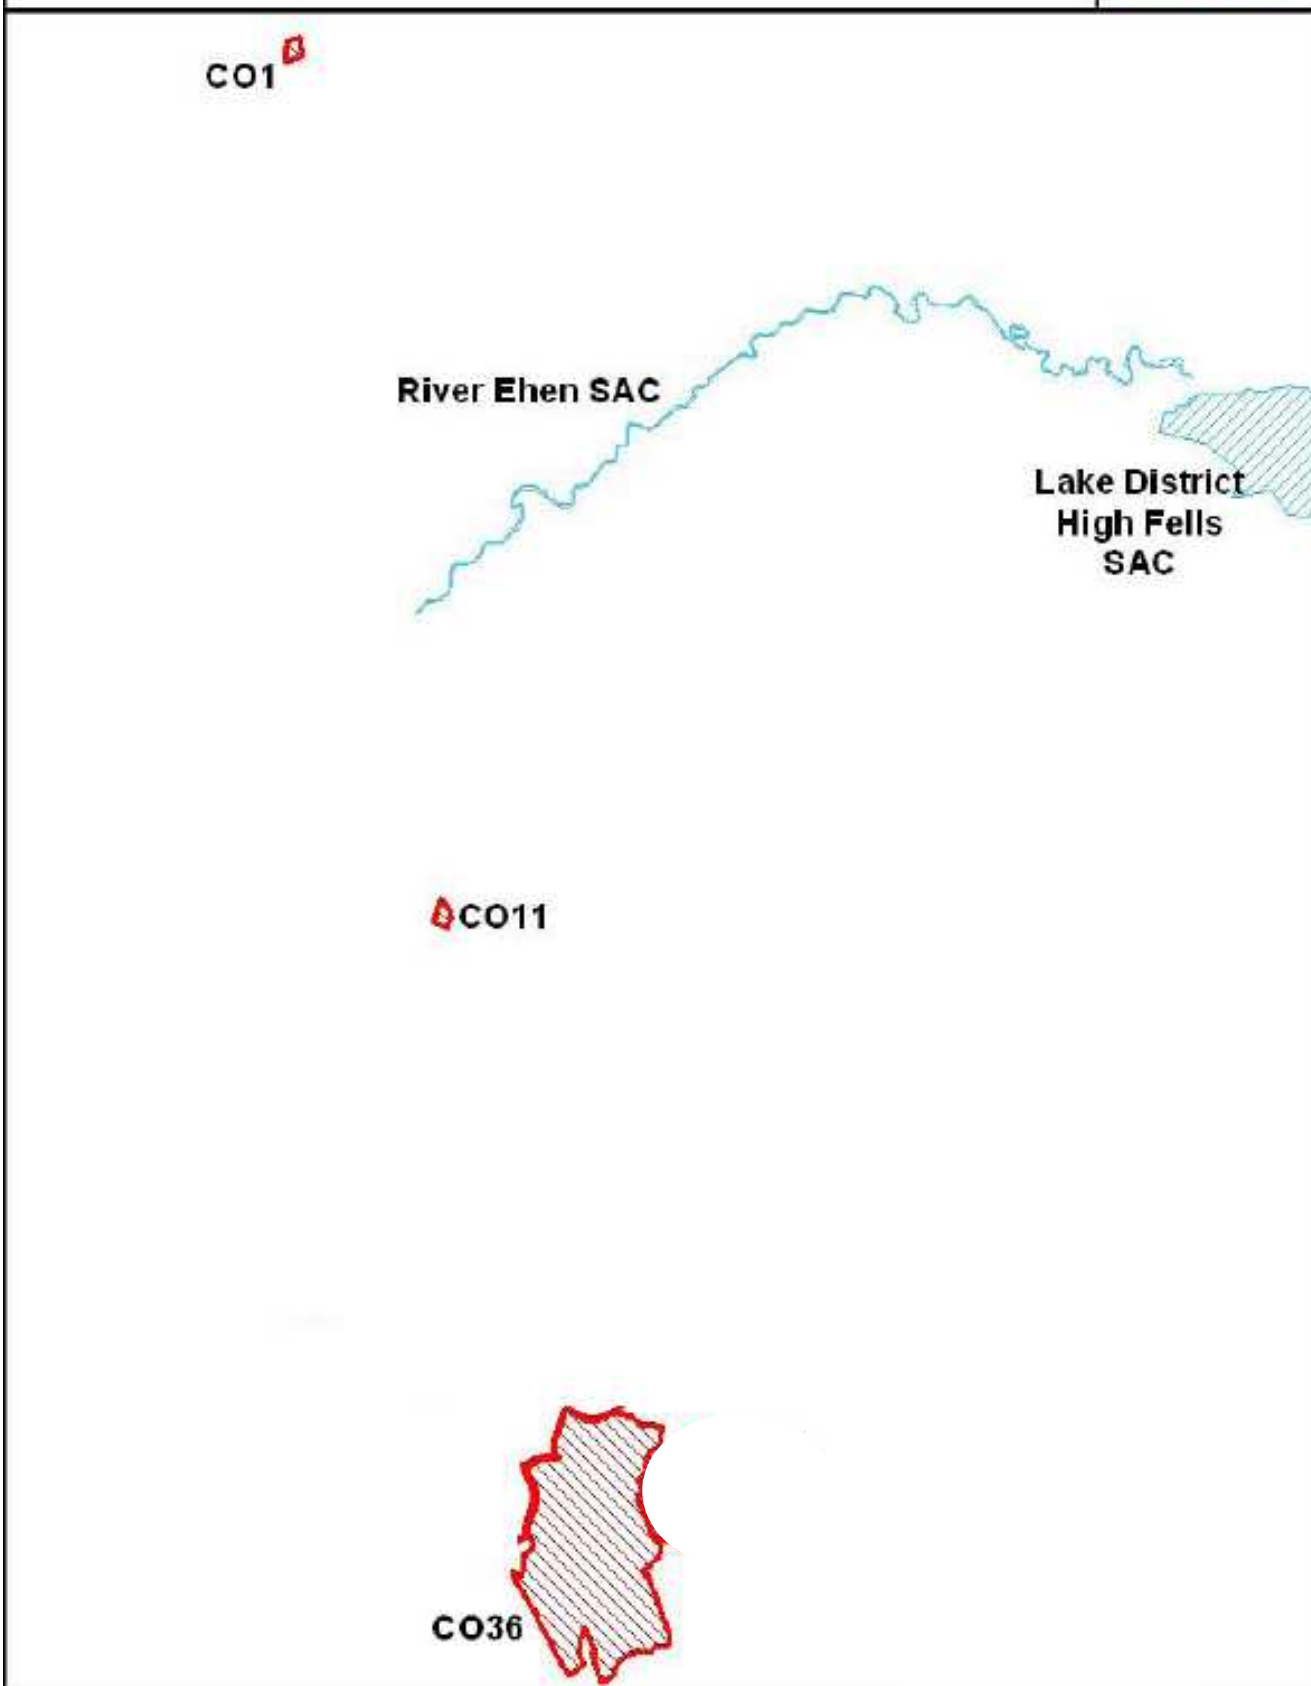 CO1
River Ehen SAC
Lake District
High Fells
SAC
CO11
CO36